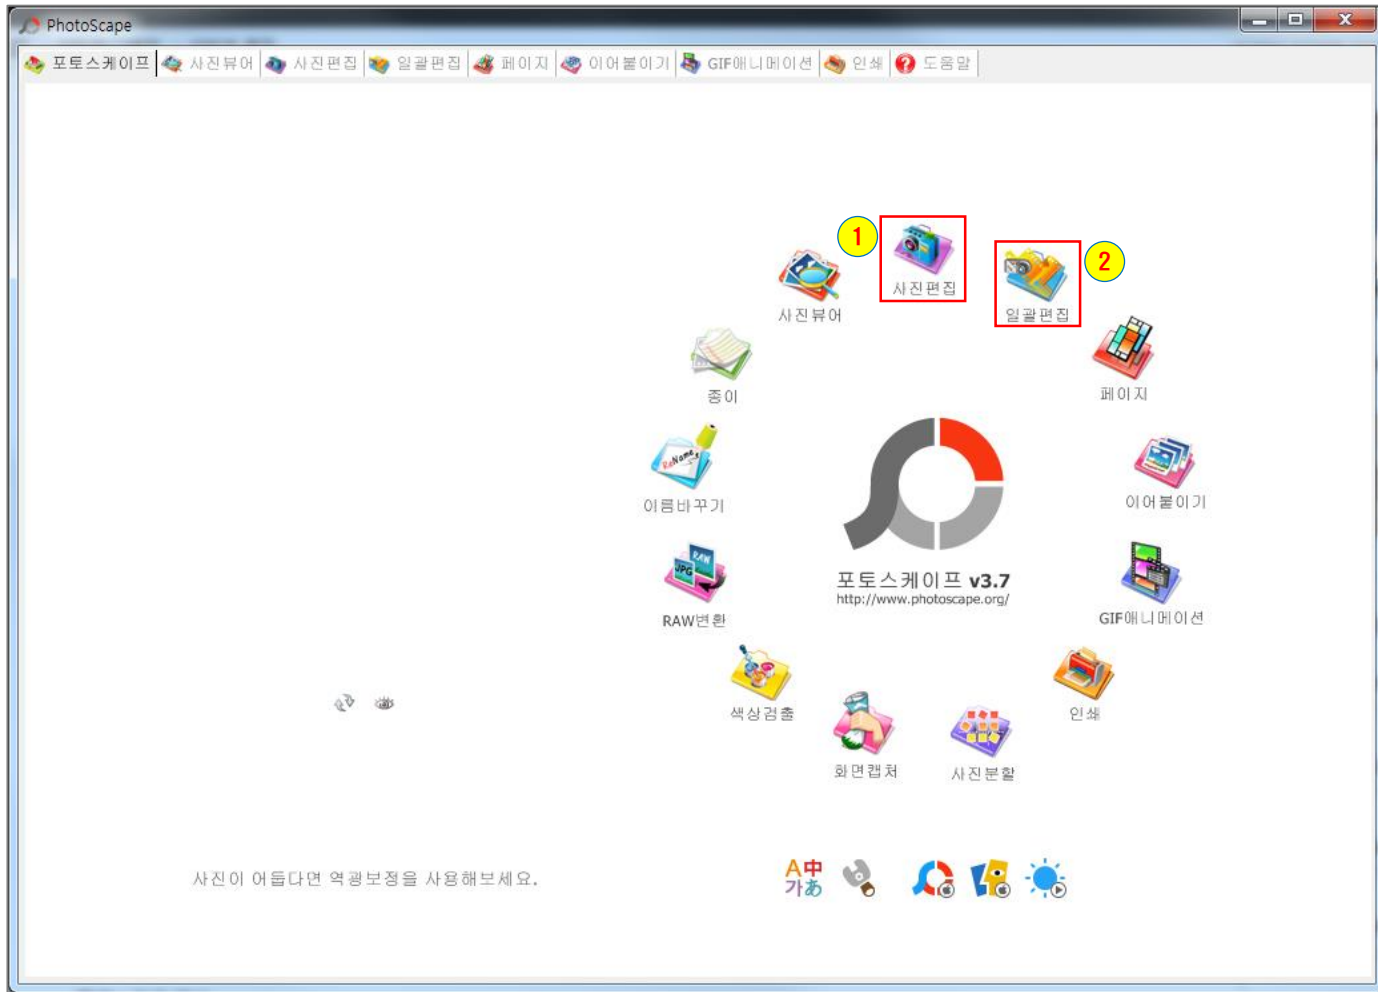 PhotoScape
포토스케이프 사진뷰어 사진편집 일괄편집 페이지 이어붙이기 GIF애니메이션 인쇄 도움말
1
사진편집
2
일괄편집
사진뷰어
종이
페이지
ReName
이름바꾸기
이어붙이기
RAW
JPG
RAW변환
포토스케이프 v3.7
http://www.photoscape.org/
GIF애니메이션
색상검출
인쇄
화면캡처
사진분할
사진이 어둡다면 역광보정을 사용해보세요.
A中
가あ